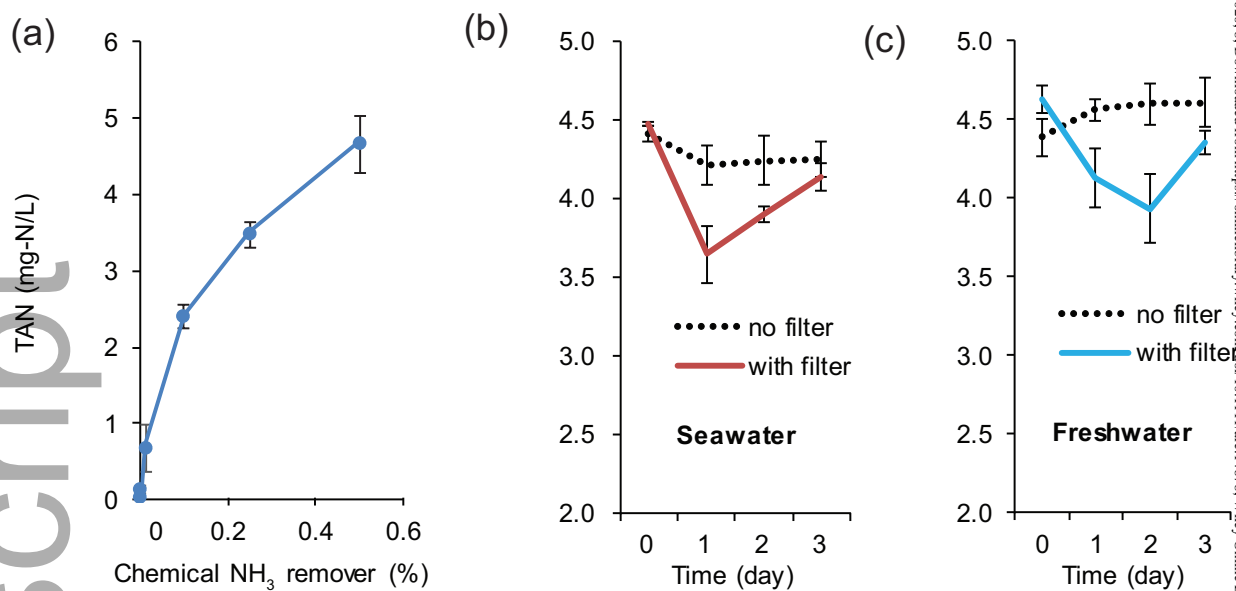 (a)
6
5
4
3
2
1
0
TAN (mg-N/L)
0 0.2 0.4 0.6
Chemical NH₃ remover (%)
(b)
5.0
4.5
4.0
3.5
3.0
2.5
2.0
no filter
with filter
Seawater
0 1 2 3
Time (day)
(c)
5.0
4.5
4.0
3.5
3.0
2.5
2.0
no filter
with filter
Freshwater
0 1 2 3
Time (day)
script